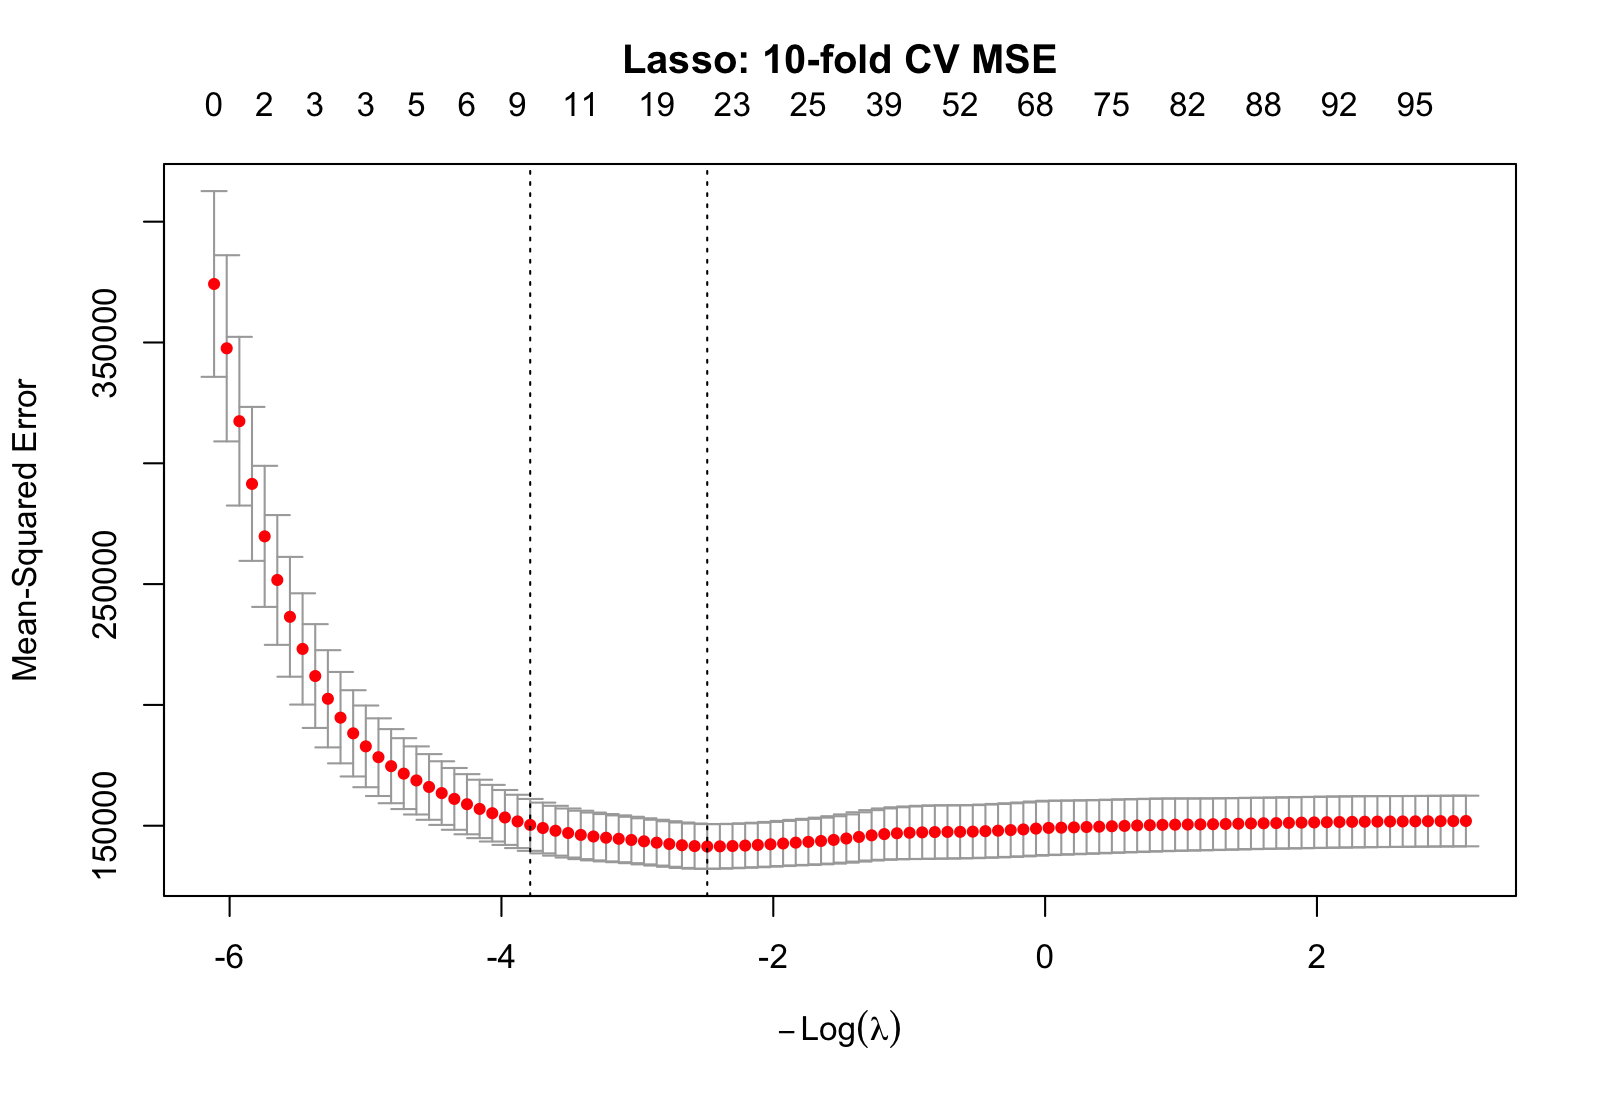 Lasso: 10-fold CV MSE
0 2 3 3 5 6 9 11 19 23 25 39 52 68 75 82 88 92 95
Mean-Squared Error
350000
250000
150000
-6 -4 -2 0 2
−Log(λ)